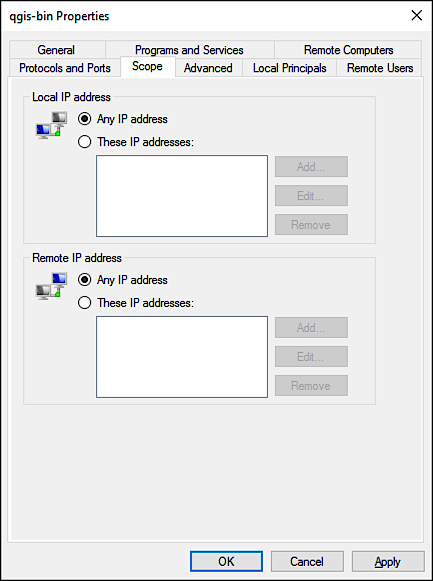 qgis-bin Properties
General Programs and Services Remote Computers
Protocols and Ports Scope Advanced Local Principals Remote Users
Local IP address
Any IP address
These IP addresses:
Add...
Edit...
Remove
Remote IP address
Any IP address
These IP addresses:
Add...
Edit...
Remove
OK Cancel Apply